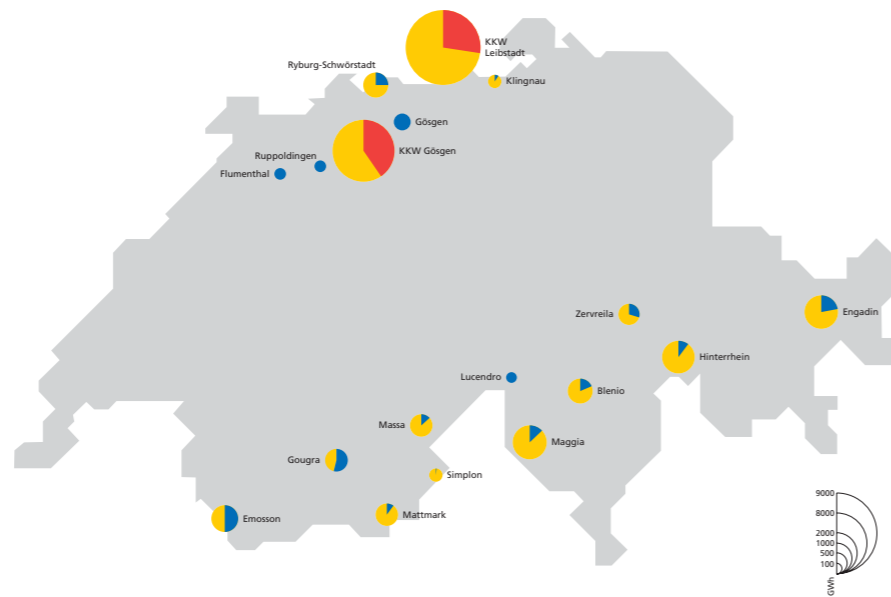 KKW
Leibstadt
Ryburg-Schwörstadt
Klingnau
Gösgen
KKW Gösgen
Ruppoldingen
Flumenthal
Zervreila
Engadin
Hinterrhein
Lucendro
Blenio
Massa
Maggia
Gougra
Simplon
Emosson
Mattmark
9000
8000
2000
1000
500
100
GWh